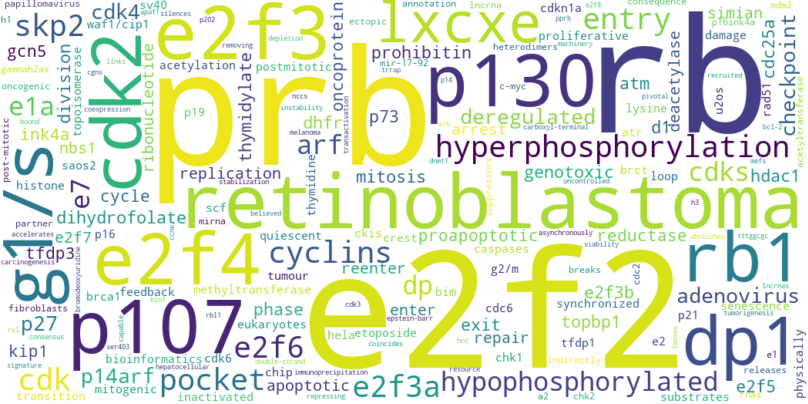 papillomavirus
sv40
silences
p202
apaf1
ectopic
annotation
lncrna
cdkn1a
e2f8
consequence
pprb
mdm2
h1
skp2
cdk4
waf1/cip1
e2f3
lxcxe
entry
simian
p16ink4a
damage
gcn5
acetylation
removing
depletion
postmitotic
oncoprotein
mir-17-92
heterodimers
machinery
proliferative
cdc25a
checkpoint
gammah2ax
links
cgns
instability
trrap
prohibitin
p130
rb
oncogenic
coexpression
ribonucleotide
topoisomerase
division
cdk2
prb
p19
thymidylate
nccs
melanoma
transactivation
p73
p14
c-myc
carboxyl-terminal
pivotal
u2os
recruited
atm
lysine
deacetylase
rad51
acetyltransferase
e1a
bound
dhfr
deregulated
d1
bcl-2
ink4a
arf
arrest
atr
post-mitotic
nbs1
saos2
hyperphosphorylation
e7
replication
mitosis
dnmt1
genotoxic
brct
loop
mefs
cdks
hdac1
histone
cycle
scf
stabilization
mirna
thymidine
believed
retinoblastoma
suppressors
uncontrolled
h3
g1/s
partner
accelerates
dihydrofolate
e2f7
p16
quiescent
ckis
crest
proapoptotic
asynchronously
reductase
tttggcgc
abolishes
tfdp3
carcinogenesis
bromodeoxyuridine
ccne
e2f4
cyclins
reenter
caspases
viability
cdc2
rb1
lncrnas
tumorigenesis
tumour
methyltransferase
g2/m
breaks
e2f2
dp
bim
synchronized
e2f3b
senescence
adenovirus
fibroblasts
feedback
brca1
bin1
cdk3
phase
enter
cdc6
tfdp1
e2
p21
e1
p27
rxl
consensus
capable
ser403
p107
rbl1
e2f6
eukaryotes
epstein-barr
hela
etoposide
exit
topbp1
dp1
kip1
signature
bioinformatics
cdk6
double-strand
chip
immunoprecipitation
coincides
hcc
repair
chk1
indirectly
lenses
releases
physically
cdk
p14arf
hepatocellular
apoptotic
resource
transition
mitogenic
inactivated
pocket
repressing
e2f3a
hypophosphorylated
a2
chk2
substrates
rnas
e2f5